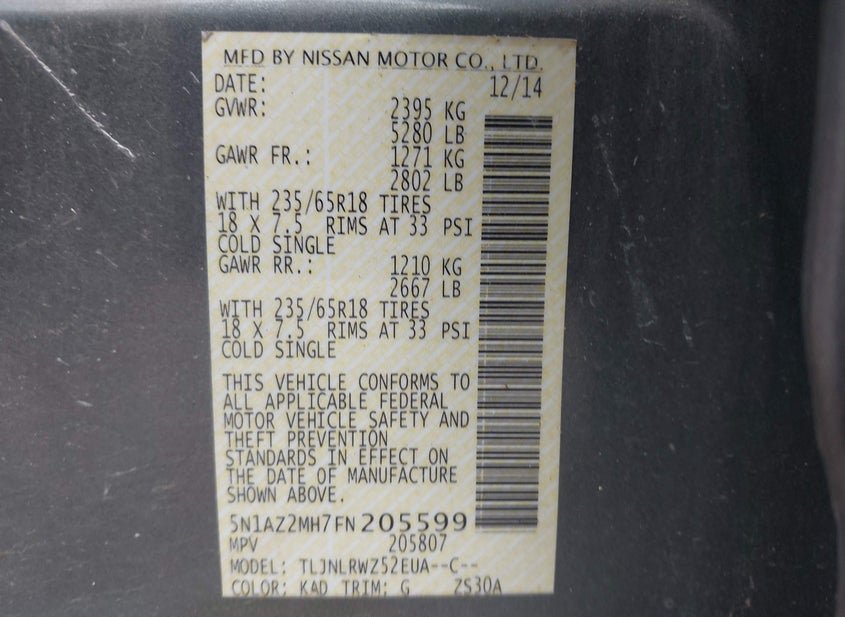 MFD BY NISSAN MOTOR CO., LTD.
DATE: 12/14
GVWR: 2395 KG
5280 LB
GAWR FR.: 1271 KG
2802 LB
WITH 235/65R18 TIRES
18 X 7.5 RIMS AT 33 PSI
COLD SINGLE
GAWR RR.: 1210 KG
2667 LB
WITH 235/65R18 TIRES
18 X 7.5 RIMS AT 33 PSI
COLD SINGLE
THIS VEHICLE CONFORMS TO
ALL APPLICABLE FEDERAL
MOTOR VEHICLE SAFETY AND
THEFT PREVENTION
STANDARDS IN EFFECT ON
THE DATE OF MANUFACTURE
SHOWN ABOVE.
5N1AZ2MH7FN205599
MPV 205807
MODEL: TLJNLRWZ52EUA--C--
COLOR: KAD TRIM: G ZS30A